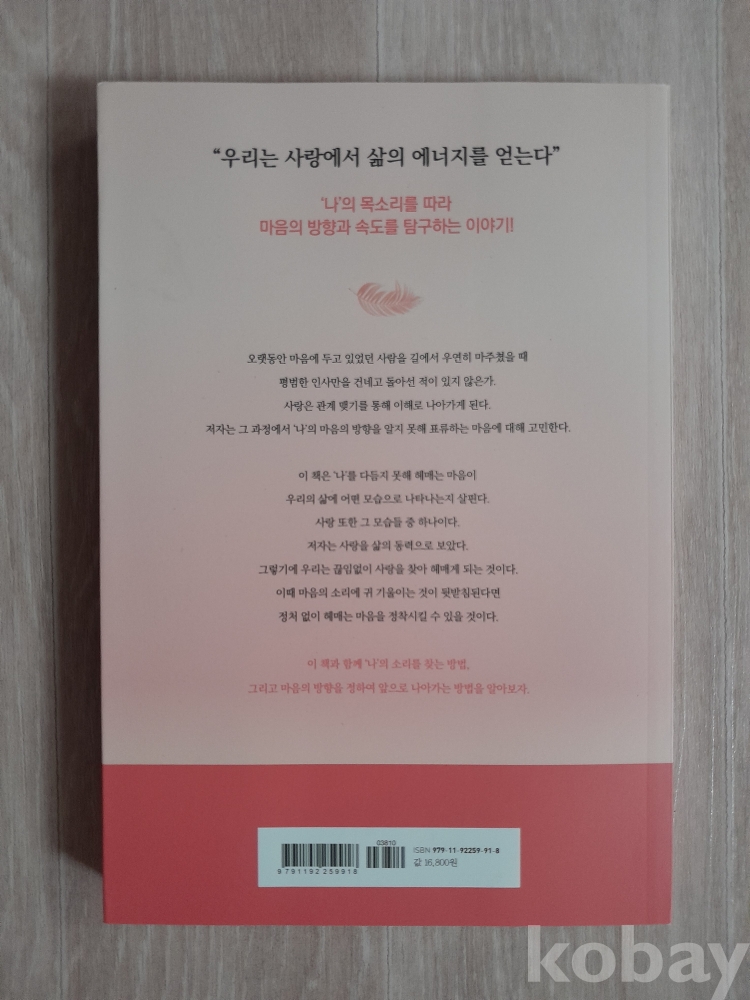 “우리는 사랑에서 삶의 에너지를 얻는다”
‘나’의 목소리를 따라
마음의 방향과 속도를 탐구하는 이야기!
오랫동안 마음에 두고 있었던 사람을 길에서 우연히 마주쳤을 때
평범한 인사만을 건네고 돌아선 적이 있지 않은가.
사랑은 관계 맺기를 통해 이해로 나아가게 된다.
저자는 그 과정에서 ‘나’의 마음의 방향을 알지 못해 표류하는 마음에 대해 고민한다.
이 책은 ‘나’를 다듬지 못해 헤매는 마음이
우리의 삶에 어떤 모습으로 나타나는지 살핀다.
사랑 또한 그 모습들 중 하나이다.
저자는 사랑을 삶의 동력으로 보았다.
그렇기에 우리는 끊임없이 사랑을 찾아 헤매게 되는 것이다.
이때 마음의 소리에 귀 기울이는 것이 뒷받침된다면
정처 없이 헤매는 마음을 정착시킬 수 있을 것이다.
이 책과 함께 ‘나’의 소리를 찾는 방법,
그리고 마음의 방향을 정하여 앞으로 나아가는 방법을 알아보자.
03810
ISBN 979-11-92259-91-8
값 16,800원
9791192259918
kobay